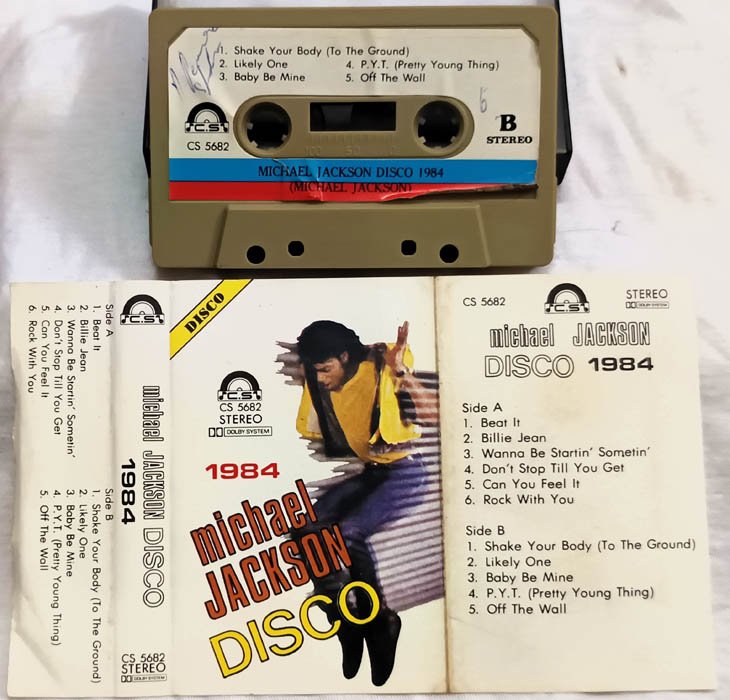 1. Shake Your Body (To The Ground)
2. Likely One 4. P.Y.T. (Pretty Young Thing)
3. Baby Be Mine 5. Off The Wall
C.S
CS 5682
6
B
STEREO
100 50 0
MICHAEL JACKSON DISCO 1984
(MICHAEL JACKSON)
Side A
1. Beat It
2. Billie Jean
3. Wanna Be Startin' Sometin'
4. Don't Stop Till You Get
5. Can You Feel It
6. Rock With You
Side B
1. Shake Your Body (To The Ground)
2. Likely One
3. Baby Be Mine
4. P.Y.T. (Pretty Young Thing)
5. Off The Wall
C.S
michael JACKSON DISCO
1984
CS 5682
STEREO
DOLBY SYSTEM
DISCO
C.S
CS 5682
STEREO
DOLBY SYSTEM
1984
michael
JACKSON
DISCO
CS 5682
C.S
STEREO
DOLBY SYSTEM
michael JACKSON
DISCO 1984
Side A
1. Beat It
2. Billie Jean
3. Wanna Be Startin' Sometin'
4. Don't Stop Till You Get
5. Can You Feel It
6. Rock With You
Side B
1. Shake Your Body (To The Ground)
2. Likely One
3. Baby Be Mine
4. P.Y.T. (Pretty Young Thing)
5. Off The Wall